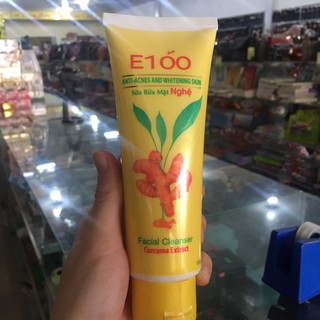 E100
ANTI-ACNES AND WHITENING SKIN
Sữa Rửa Mặt Nghệ
Facial Cleanser
Curcuma Extract